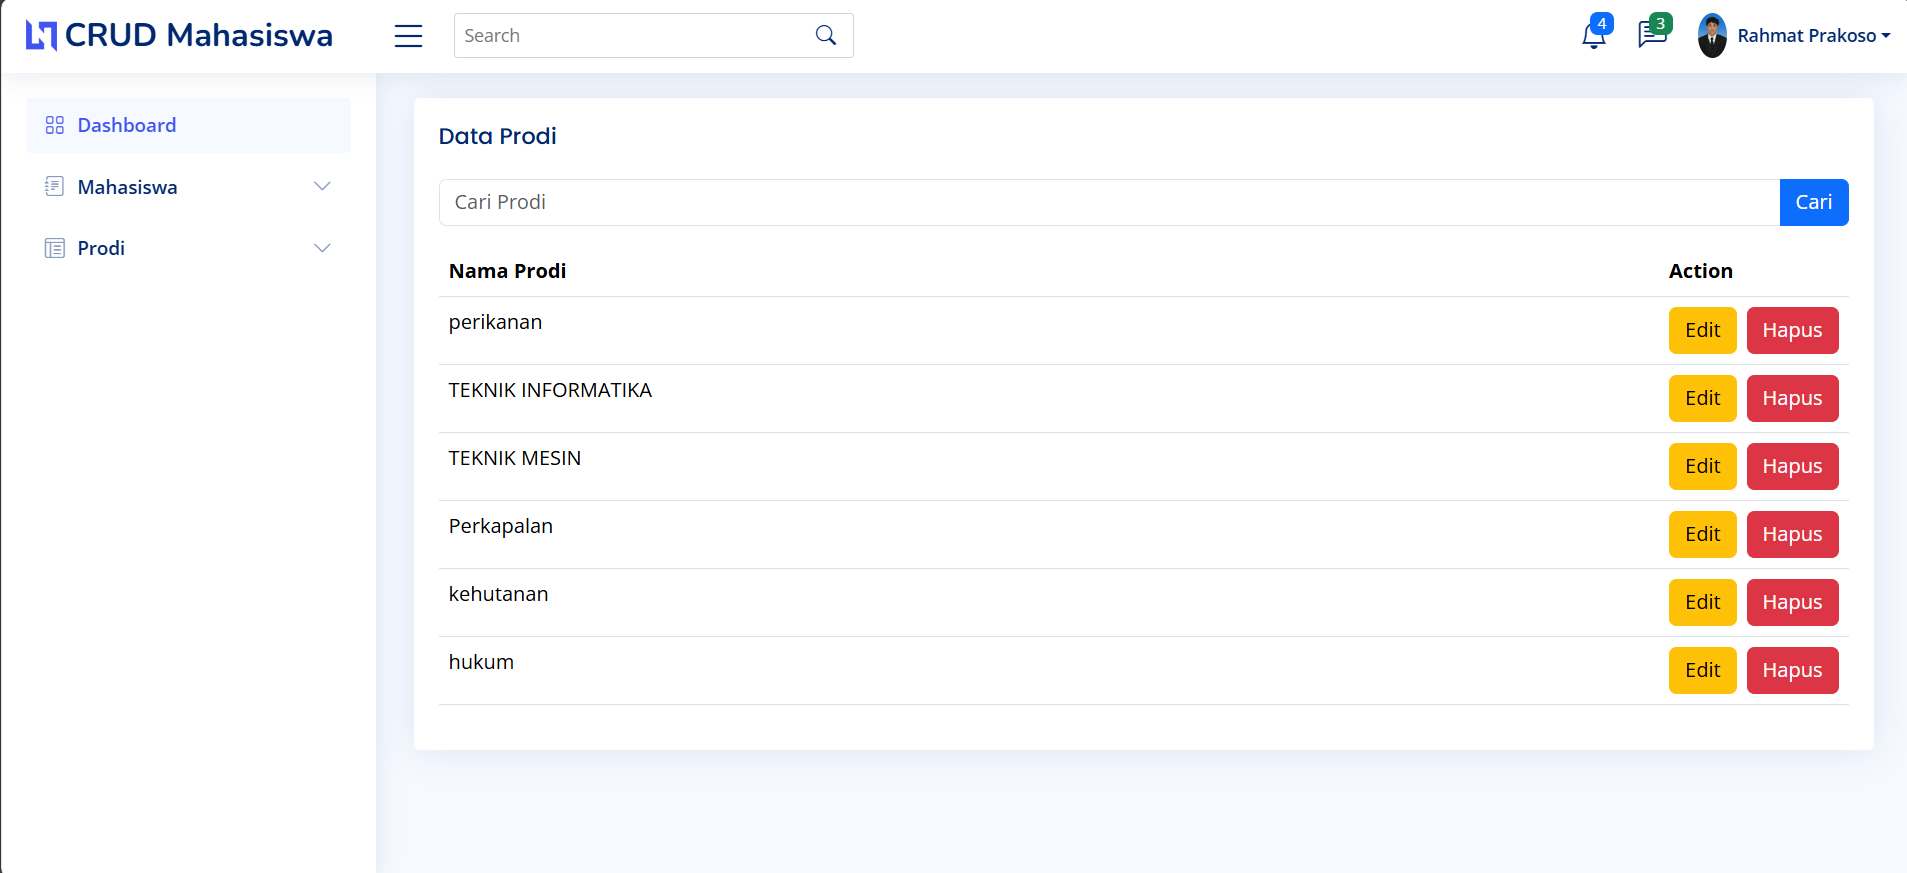 CRUD Mahasiswa
Search
4
3
Rahmat Prakoso
Dashboard
Mahasiswa
Prodi
Data Prodi
Cari Prodi
Cari
Nama Prodi Action
perikanan Edit Hapus
TEKNIK INFORMATIKA Edit Hapus
TEKNIK MESIN Edit Hapus
Perkapalan Edit Hapus
kehutanan Edit Hapus
hukum Edit Hapus